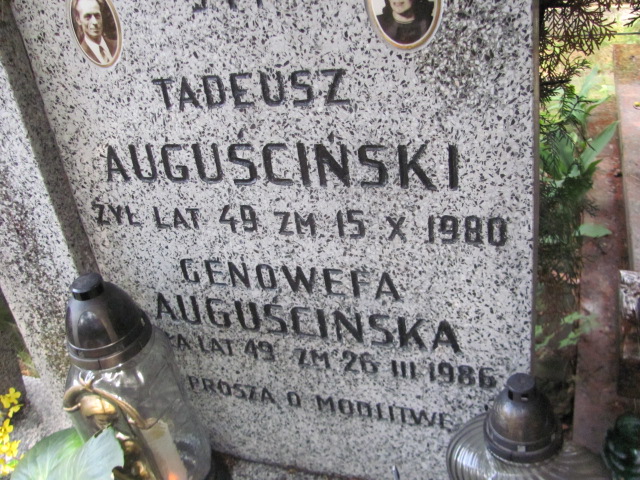 TADEUSZ
AUGUŚCIŃSKI
ŻYŁ LAT 49 ZM 15 X 1980
GENOWEFA
AUGUŚCIŃSKA
LAT 49 ZM 26 III 1986
PROSZĄ O MODLITWĘ